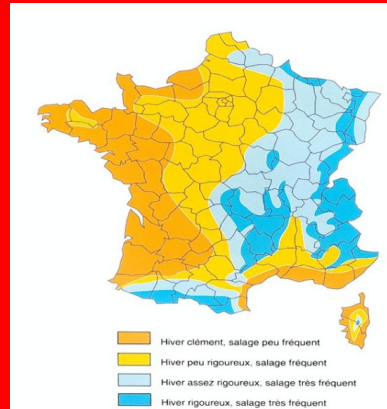 Hiver clément, salage peu fréquent
Hiver peu rigoureux, salage fréquent
Hiver assez rigoureux, salage très fréquent
Hiver rigoureux, salage très fréquent